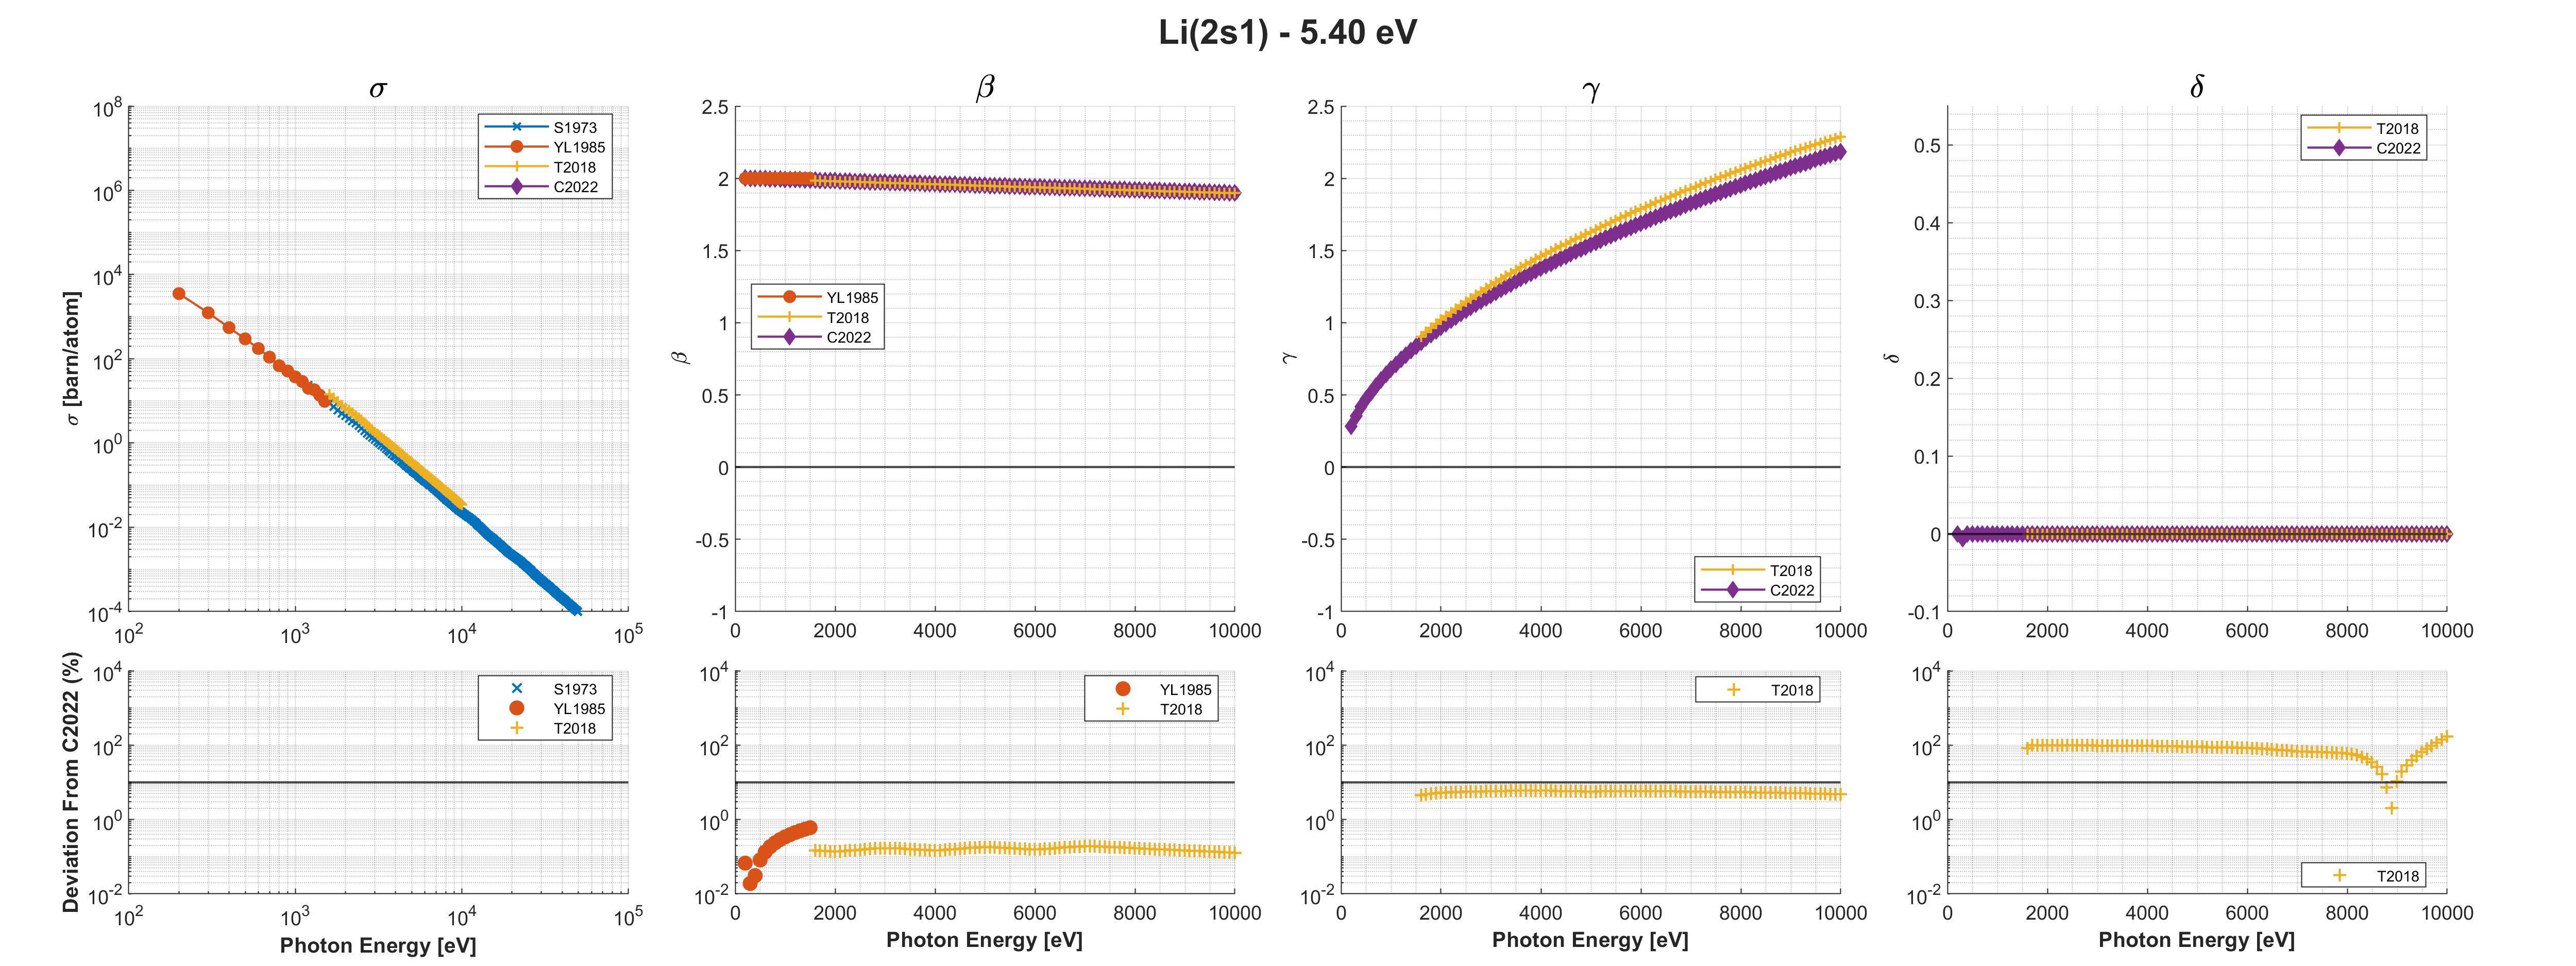 Li(2s1) - 5.40 eV
σ
10^8
10^6
10^4
10^2
10^0
10^-2
10^-4
σ [barn/atom]
10^2 10^3 10^4 10^5
S1973
YL1985
T2018
C2022
β
2.5
2
1.5
1
0.5
0
-0.5
-1
β
0 2000 4000 6000 8000 10000
YL1985
T2018
C2022
γ
2.5
2
1.5
1
0.5
0
-0.5
-1
γ
0 2000 4000 6000 8000 10000
T2018
C2022
δ
0.5
0.4
0.3
0.2
0.1
0
-0.1
δ
0 2000 4000 6000 8000 10000
T2018
C2022
Deviation From C2022 (%)
10^4
10^2
10^0
10^-2
10^2 10^3 10^4 10^5
Photon Energy [eV]
S1973
YL1985
T2018
10^4
10^2
10^0
10^-2
0 2000 4000 6000 8000 10000
Photon Energy [eV]
YL1985
T2018
10^4
10^2
10^0
10^-2
0 2000 4000 6000 8000 10000
Photon Energy [eV]
T2018
10^4
10^2
10^0
10^-2
0 2000 4000 6000 8000 10000
Photon Energy [eV]
T2018